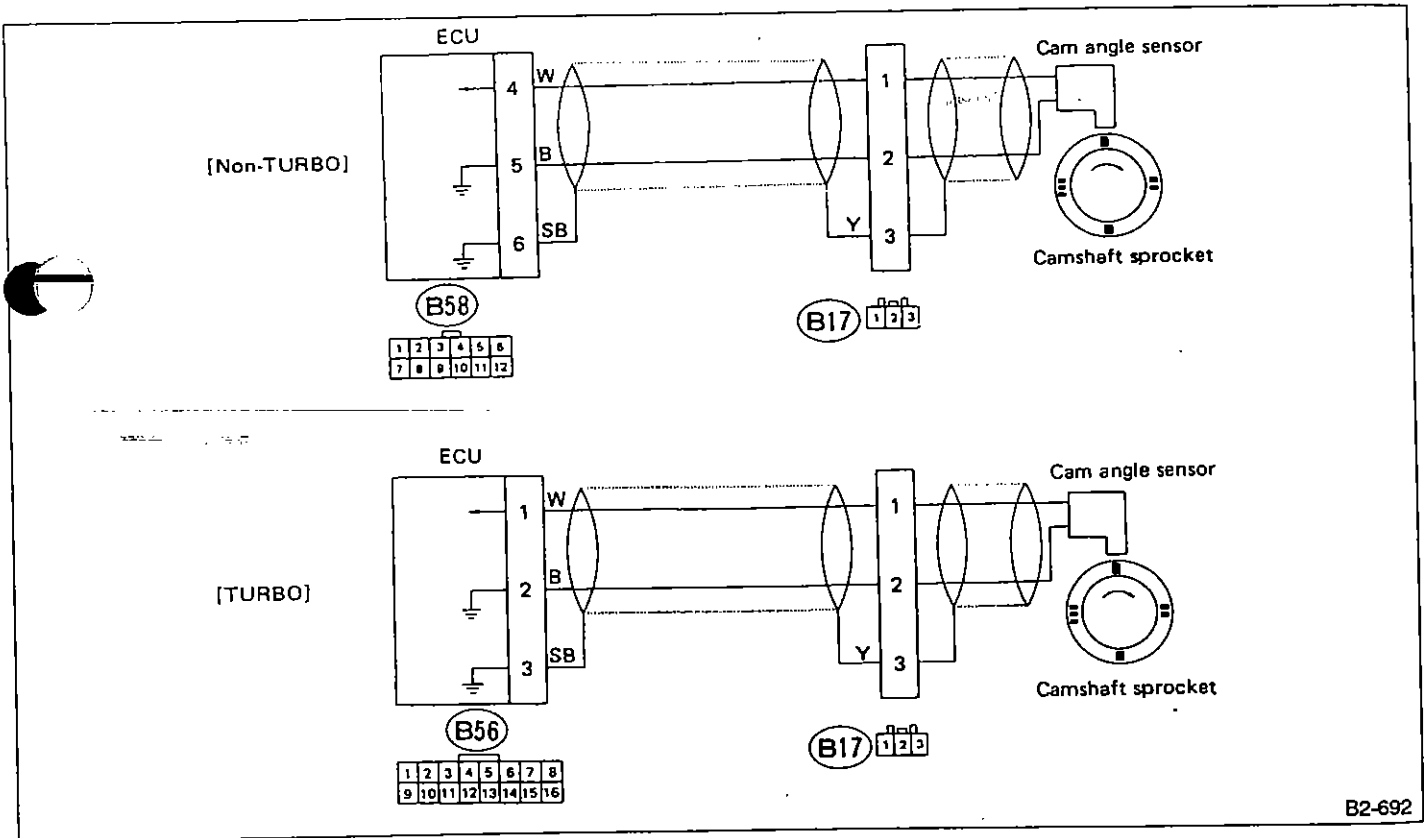 ECU
Cam angle sensor
4 W
1
[Non-TURBO]
5 B
2
6 SB
Y 3
Camshaft sprocket
B58
B17 1 2 3
1 2 3 4 5 6
7 8 9 10 11 12
ECU
Cam angle sensor
1 W
1
[TURBO]
2 B
2
3 SB
Y 3
Camshaft sprocket
B56
B17 1 2 3
1 2 3 4 5 6 7 8
9 10 11 12 13 14 15 16
B2-692